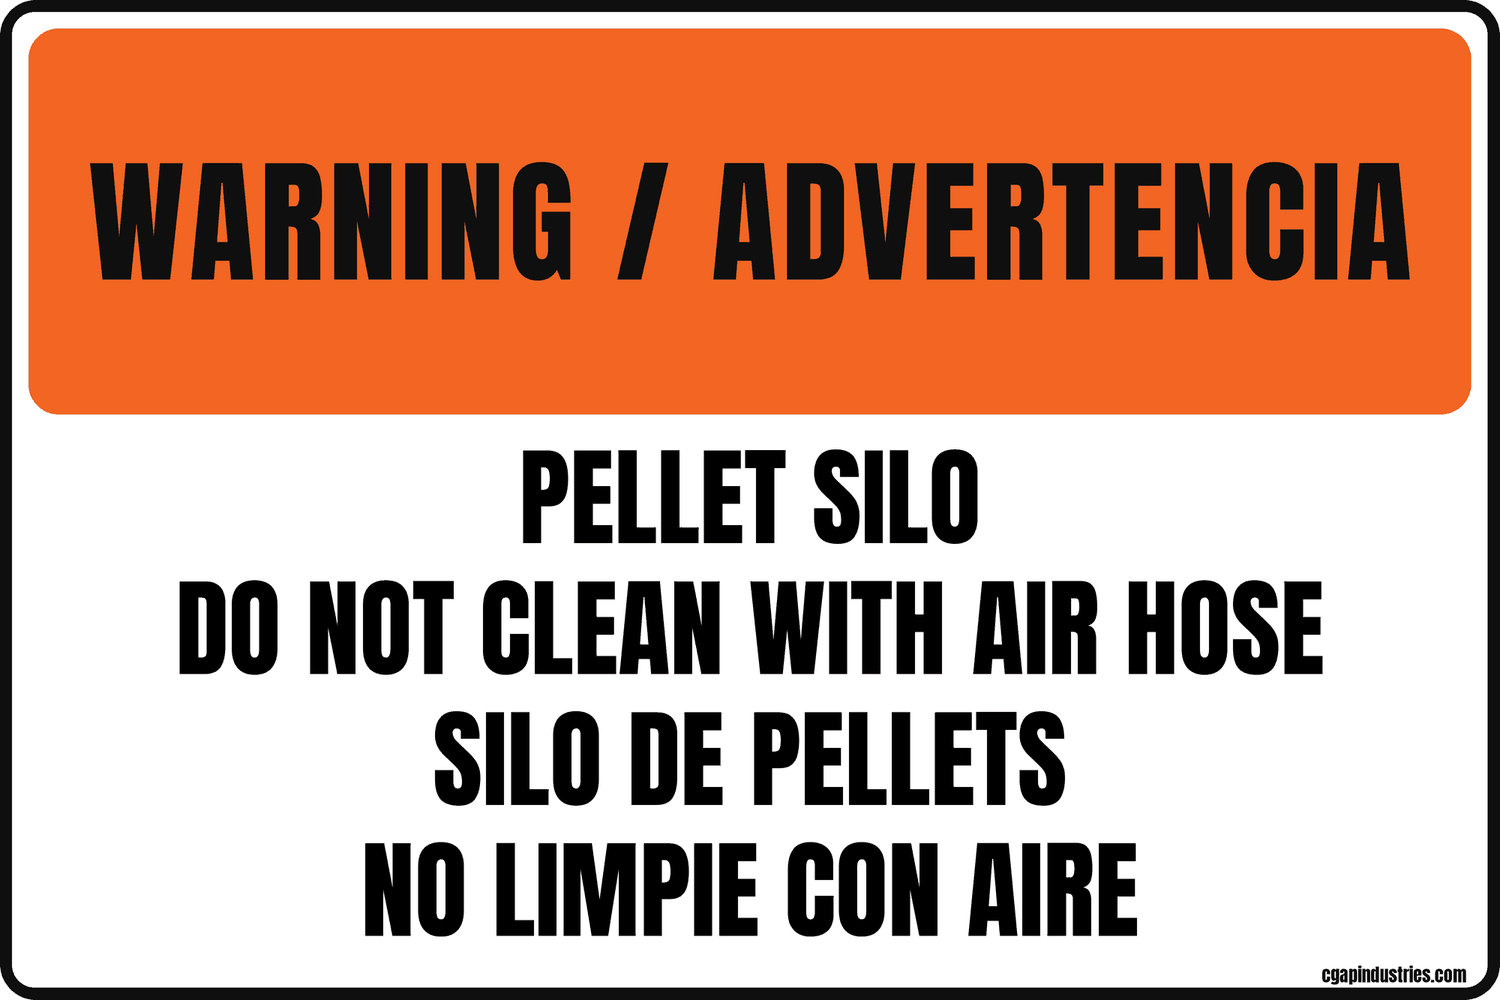 WARNING / ADVERTENCIA
PELLET SILO
DO NOT CLEAN WITH AIR HOSE
SILO DE PELLETS
NO LIMPIE CON AIRE
cgapindustries.com